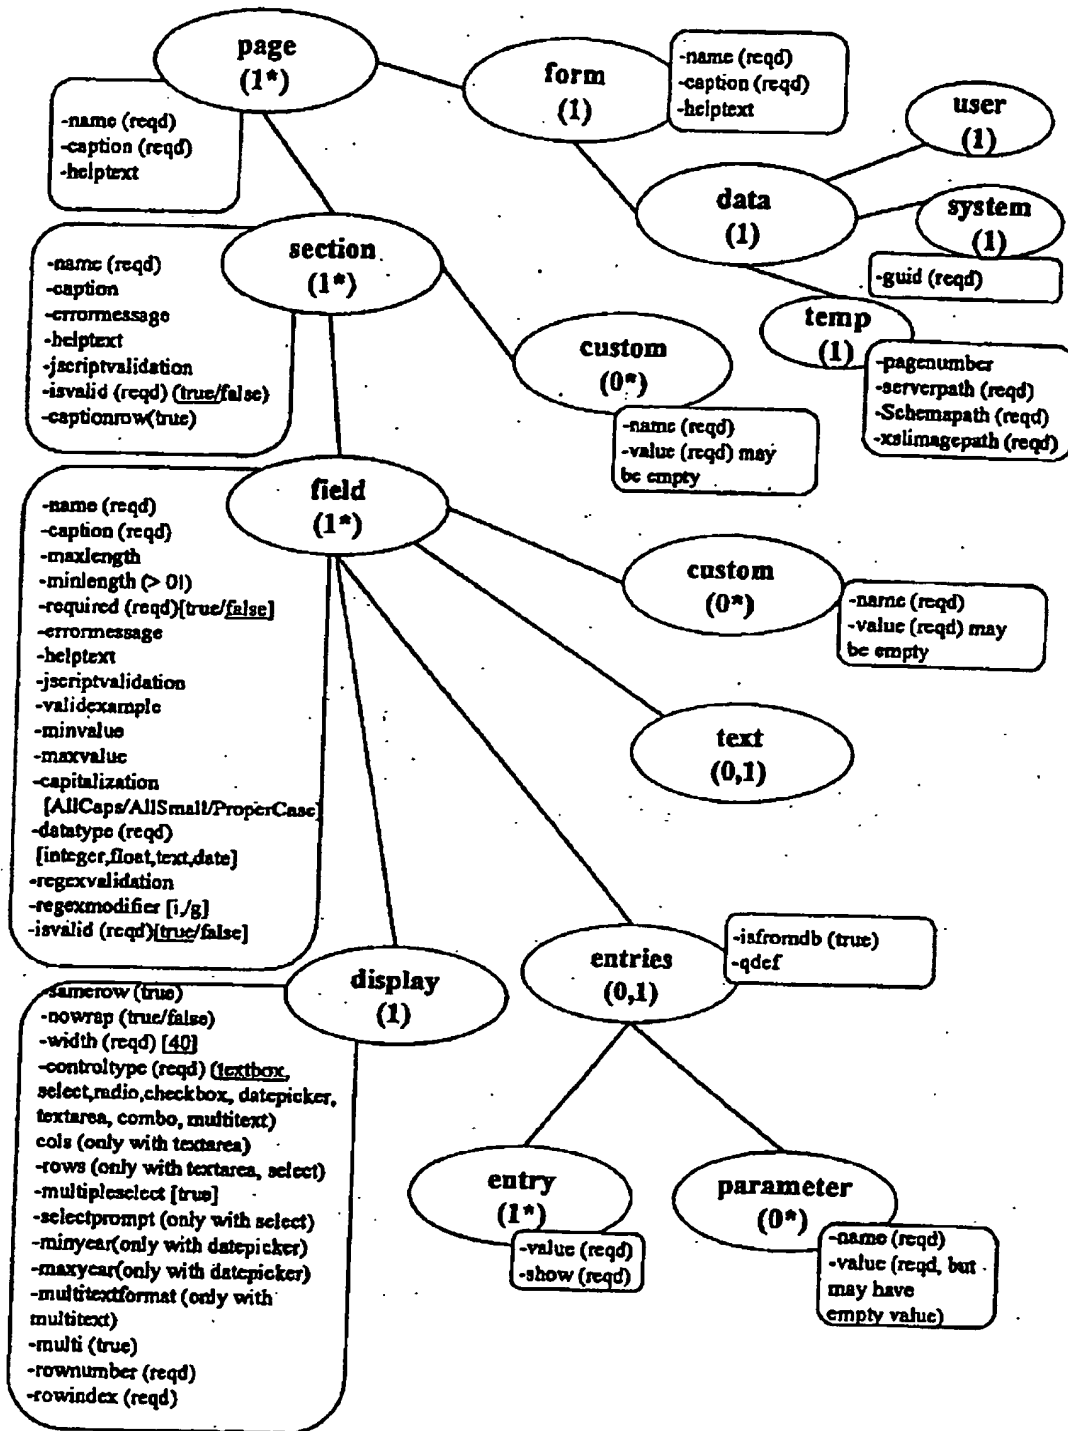 page
(1*)
-name (reqd)
-caption (reqd)
-helptext
form
(1)
-name (reqd)
-caption (reqd)
-helptext
user
(1)
data
(1)
system
(1)
-guid (reqd)
temp
(1)
-pagenumber
-serverpath (reqd)
-Schemapath (reqd)
-xslimagepath (reqd)
section
(1*)
-name (reqd)
-caption
-errormessage
-helptext
-jscriptvalidation
-isvalid (reqd) (true/false)
-captionrow(true)
custom
(0*)
-name (reqd)
-value (reqd) may
be empty
field
(1*)
-name (reqd)
-caption (reqd)
-maxlength
-minlength (> 0!)
-required (reqd)[true/false]
-errormessage
-helptext
-jscriptvalidation
-validexample
-minvalue
-maxvalue
-capitalization
[AllCaps/AllSmall/ProperCase]
-datatype (reqd)
[integer,float,text,date]
-regexvalidation
-regexmodifier [i,/g]
-isvalid (reqd)[true/false]
custom
(0*)
-name (reqd)
-value (reqd) may
be empty
text
(0,1)
display
(1)
-samerow (true)
-nowrap (true/false)
-width (reqd) [40]
-controltype (reqd) (textbox,
select,radio,checkbox, datepicker,
textarea, combo, multitext)
cols (only with textarea)
-rows (only with textarea, select)
-multipleselect [true]
-selectprompt (only with select)
-minyear(only with datepicker)
-maxyear(only with datepicker)
-multitextformat (only with
multitext)
-multi (true)
-rownumber (reqd)
-rowindex (reqd)
entries
(0,1)
-isfromdb (true)
-qdef
entry
(1*)
-value (reqd)
-show (reqd)
parameter
(0*)
-name (reqd)
-value (reqd, but
may have
empty value)